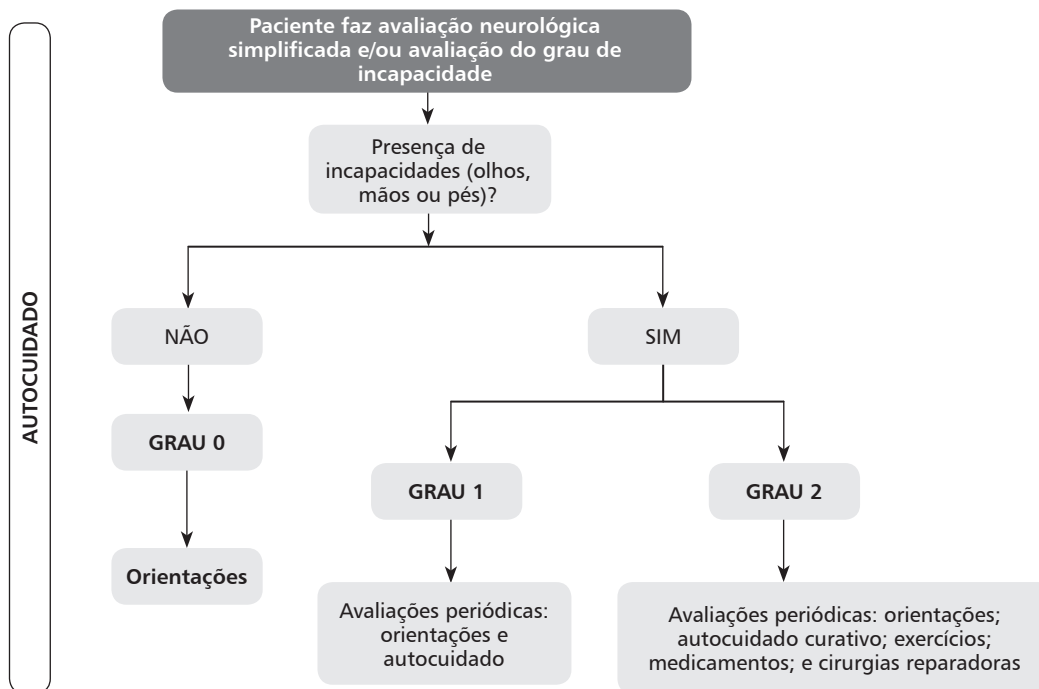 AUTOCUIDADO
Paciente faz avaliação neurológica
simplificada e/ou avaliação do grau de
incapacidade
Presença de
incapacidades (olhos,
mãos ou pés)?
NÃO
SIM
GRAU 0
GRAU 1
GRAU 2
Orientações
Avaliações periódicas:
orientações e
autocuidado
Avaliações periódicas: orientações;
autocuidado curativo; exercícios;
medicamentos; e cirurgias reparadoras